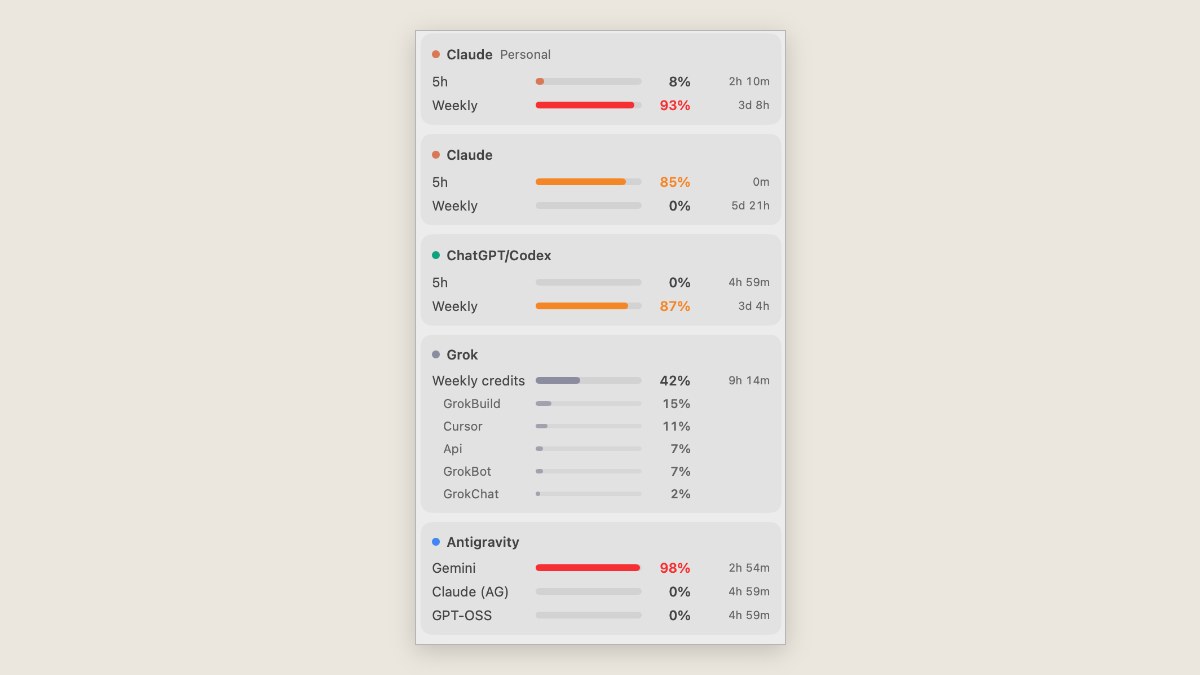 Claude Personal
5h 8% 2h 10m
Weekly 93% 3d 8h
Claude
5h 85% 0m
Weekly 0% 5d 21h
ChatGPT/Codex
5h 0% 4h 59m
Weekly 87% 3d 4h
Grok
Weekly credits 42% 9h 14m
GrokBuild 15%
Cursor 11%
Api 7%
GrokBot 7%
GrokChat 2%
Antigravity
Gemini 98% 2h 54m
Claude (AG) 0% 4h 59m
GPT-OSS 0% 4h 59m